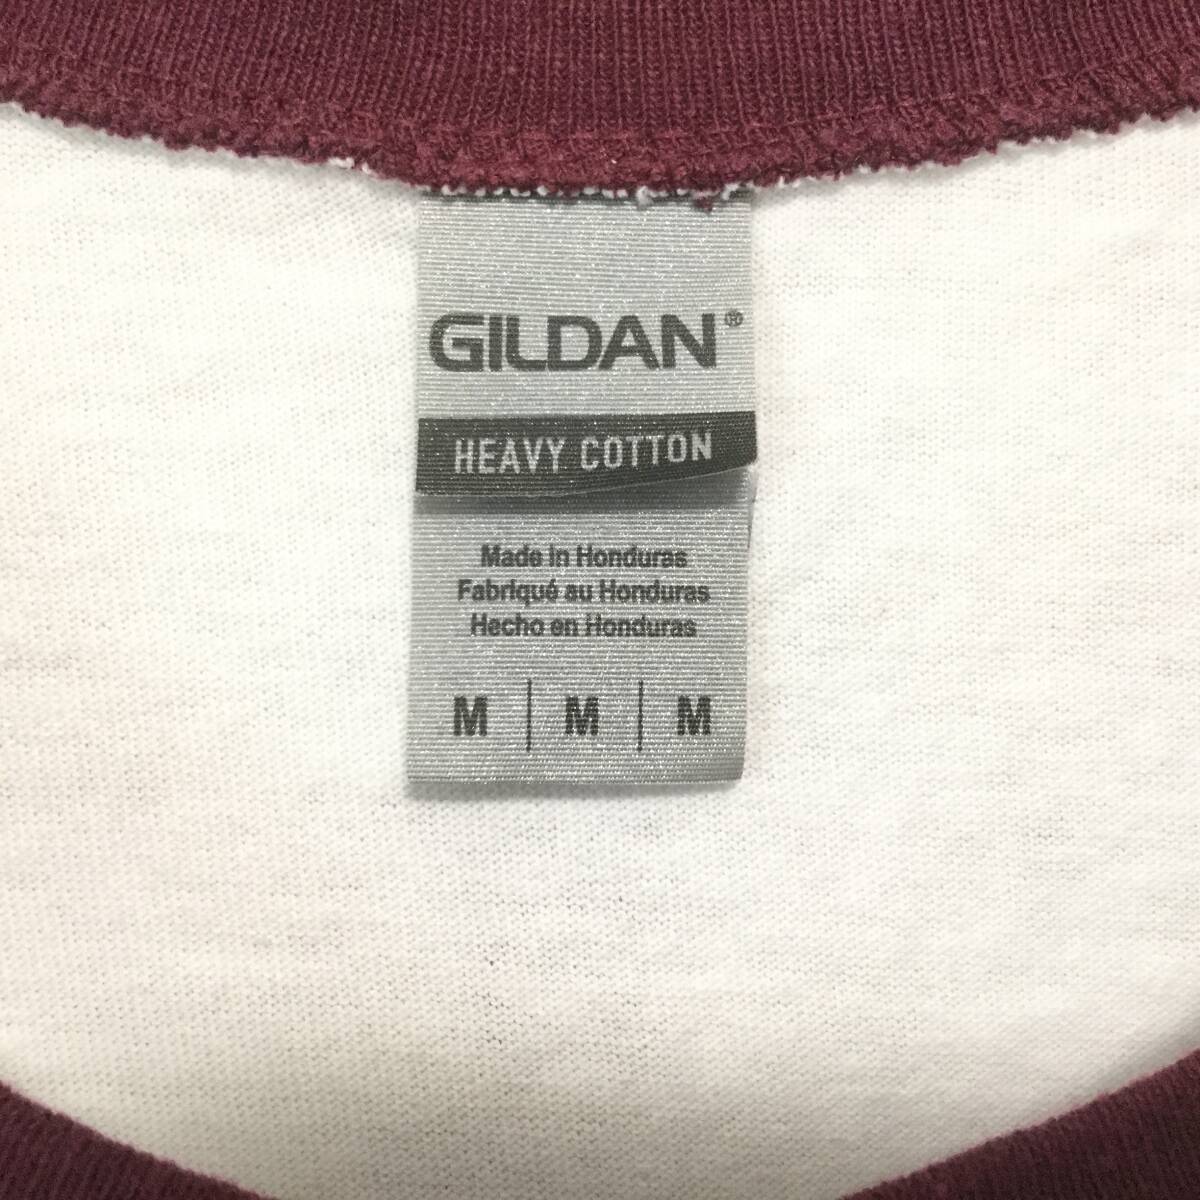 GILDAN®
HEAVY COTTON
Made in Honduras
Fabriqué au Honduras
Hecho en Honduras
M | M | M